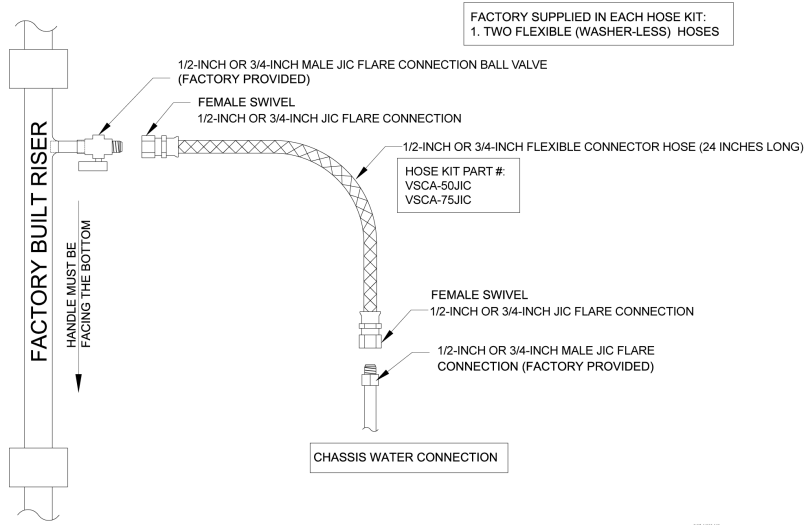 FACTORY SUPPLIED IN EACH HOSE KIT:
1. TWO FLEXIBLE (WASHER-LESS) HOSES
1/2-INCH OR 3/4-INCH MALE JIC FLARE CONNECTION BALL VALVE
(FACTORY PROVIDED)
FEMALE SWIVEL
1/2-INCH OR 3/4-INCH JIC FLARE CONNECTION
1/2-INCH OR 3/4-INCH FLEXIBLE CONNECTOR HOSE (24 INCHES LONG)
HOSE KIT PART #:
VSCA-50JIC
VSCA-75JIC
FACTORY BUILT RISER
HANDLE MUST BE
FACING THE BOTTOM
FEMALE SWIVEL
1/2-INCH OR 3/4-INCH JIC FLARE CONNECTION
1/2-INCH OR 3/4-INCH MALE JIC FLARE
CONNECTION (FACTORY PROVIDED)
CHASSIS WATER CONNECTION